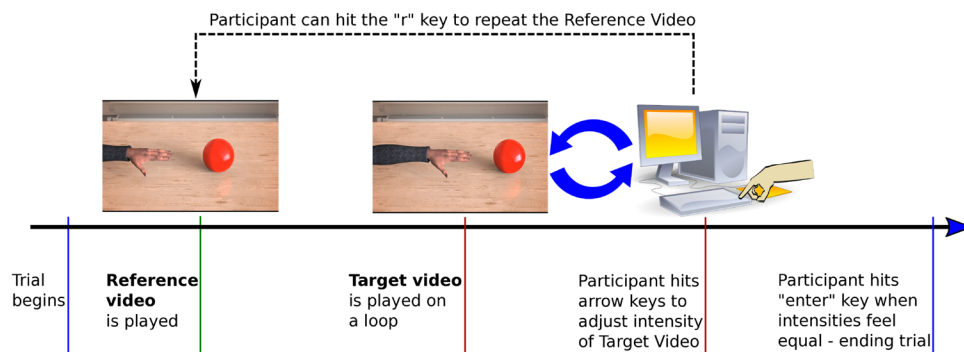 Participant can hit the "r" key to repeat the Reference Video
Trial
begins
Reference
video
is played
Target video
is played on
a loop
Participant hits
arrow keys to
adjust intensity
of Target Video
Participant hits
"enter" key when
intensities feel
equal - ending trial